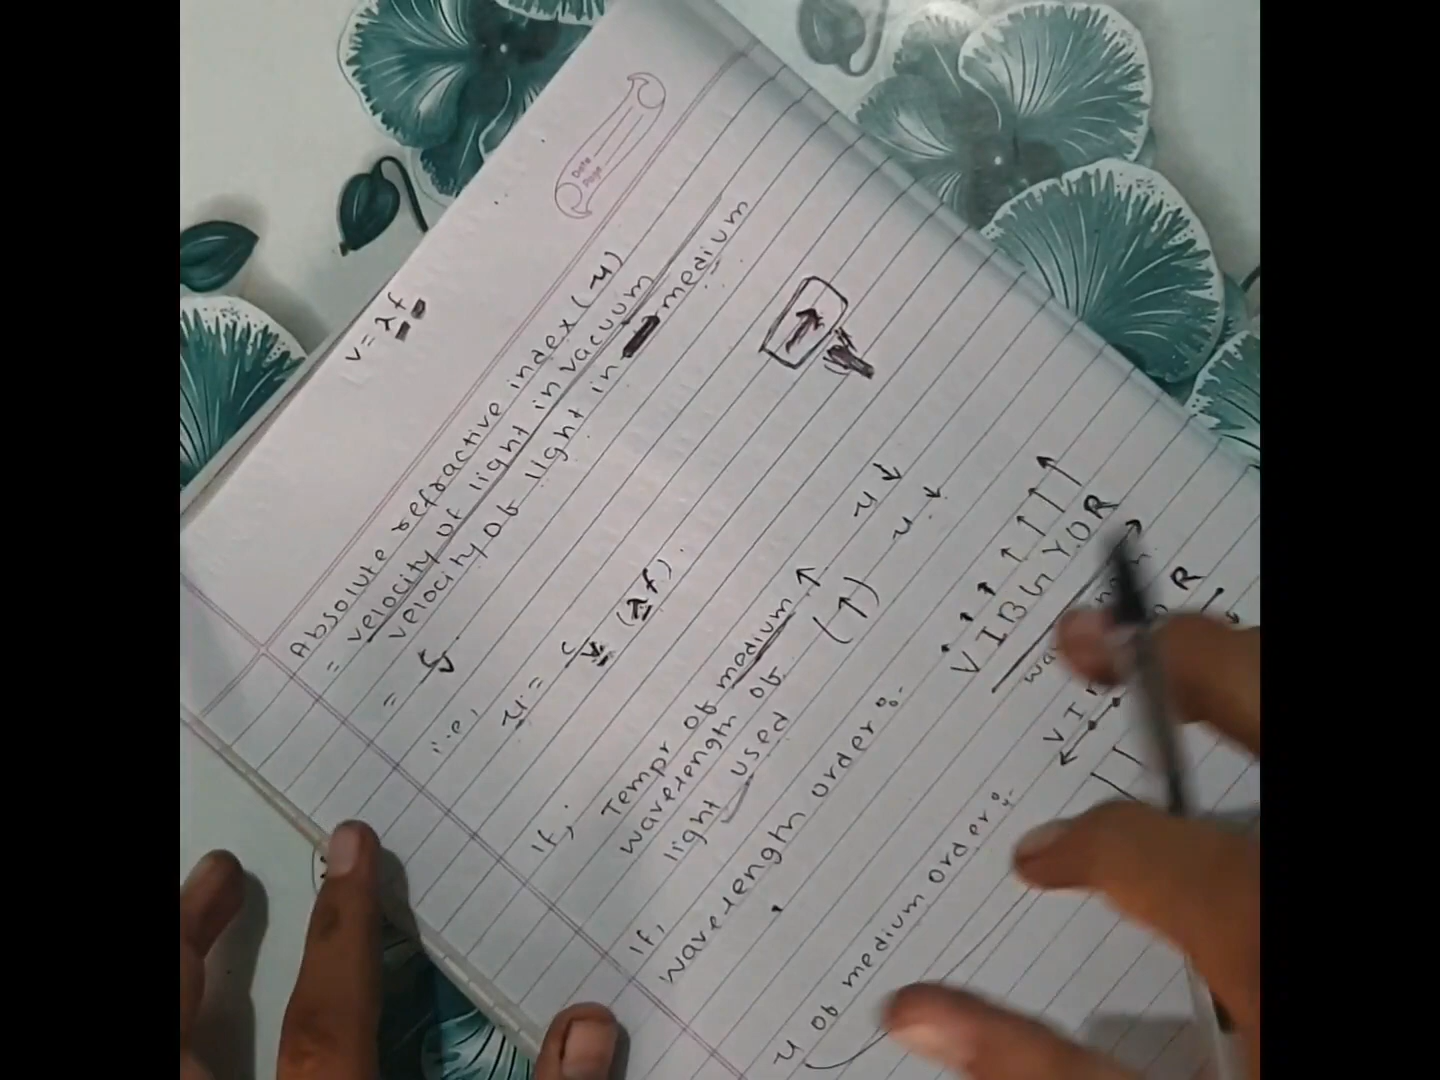 Date
Page
v = λf
Absolute refractive index (μ)
= velocity of light in vacuum
velocity of light in medium
= c/v
i.e., μ = c/v (λf).
If, Tempr of medium ↑ μ ↓
wavelength of (↑) μ ↓
light used
If,
wavelength order :- VIBGYOR
μ of medium order :- VI R